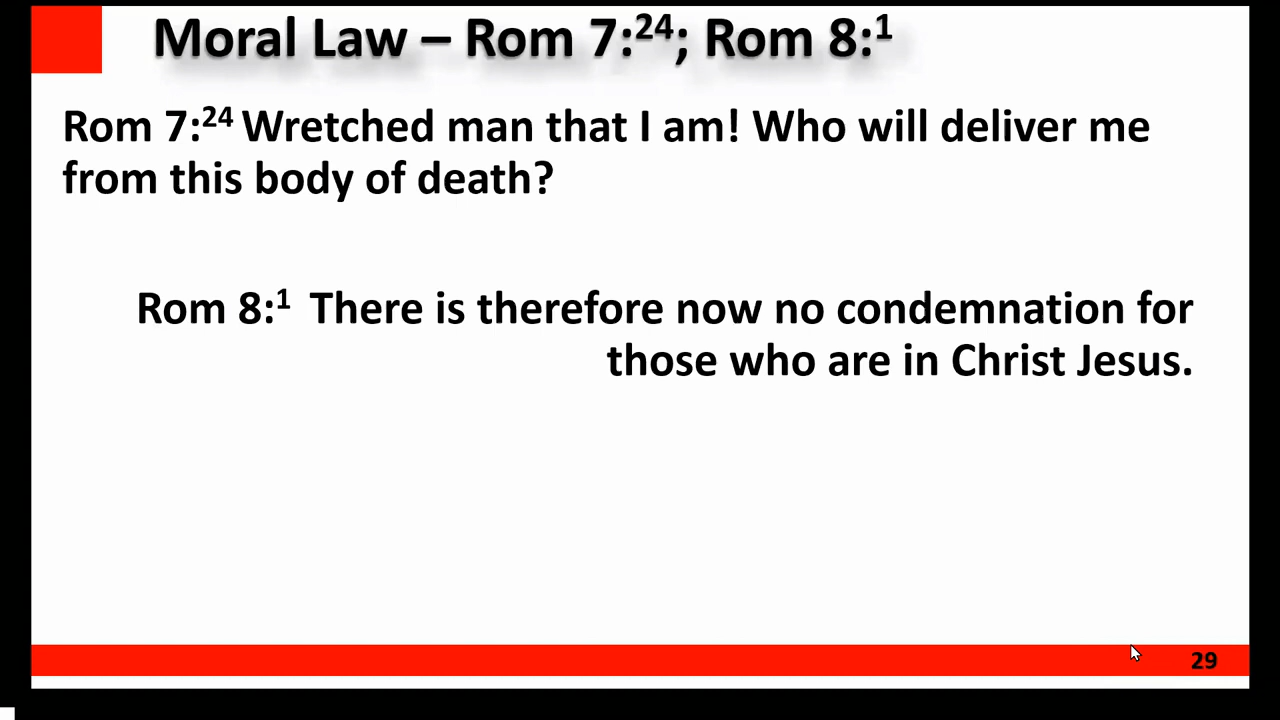 Moral Law – Rom 7:24; Rom 8:1
Rom 7:24 Wretched man that I am! Who will deliver me
from this body of death?
Rom 8:1 There is therefore now no condemnation for
those who are in Christ Jesus.
29